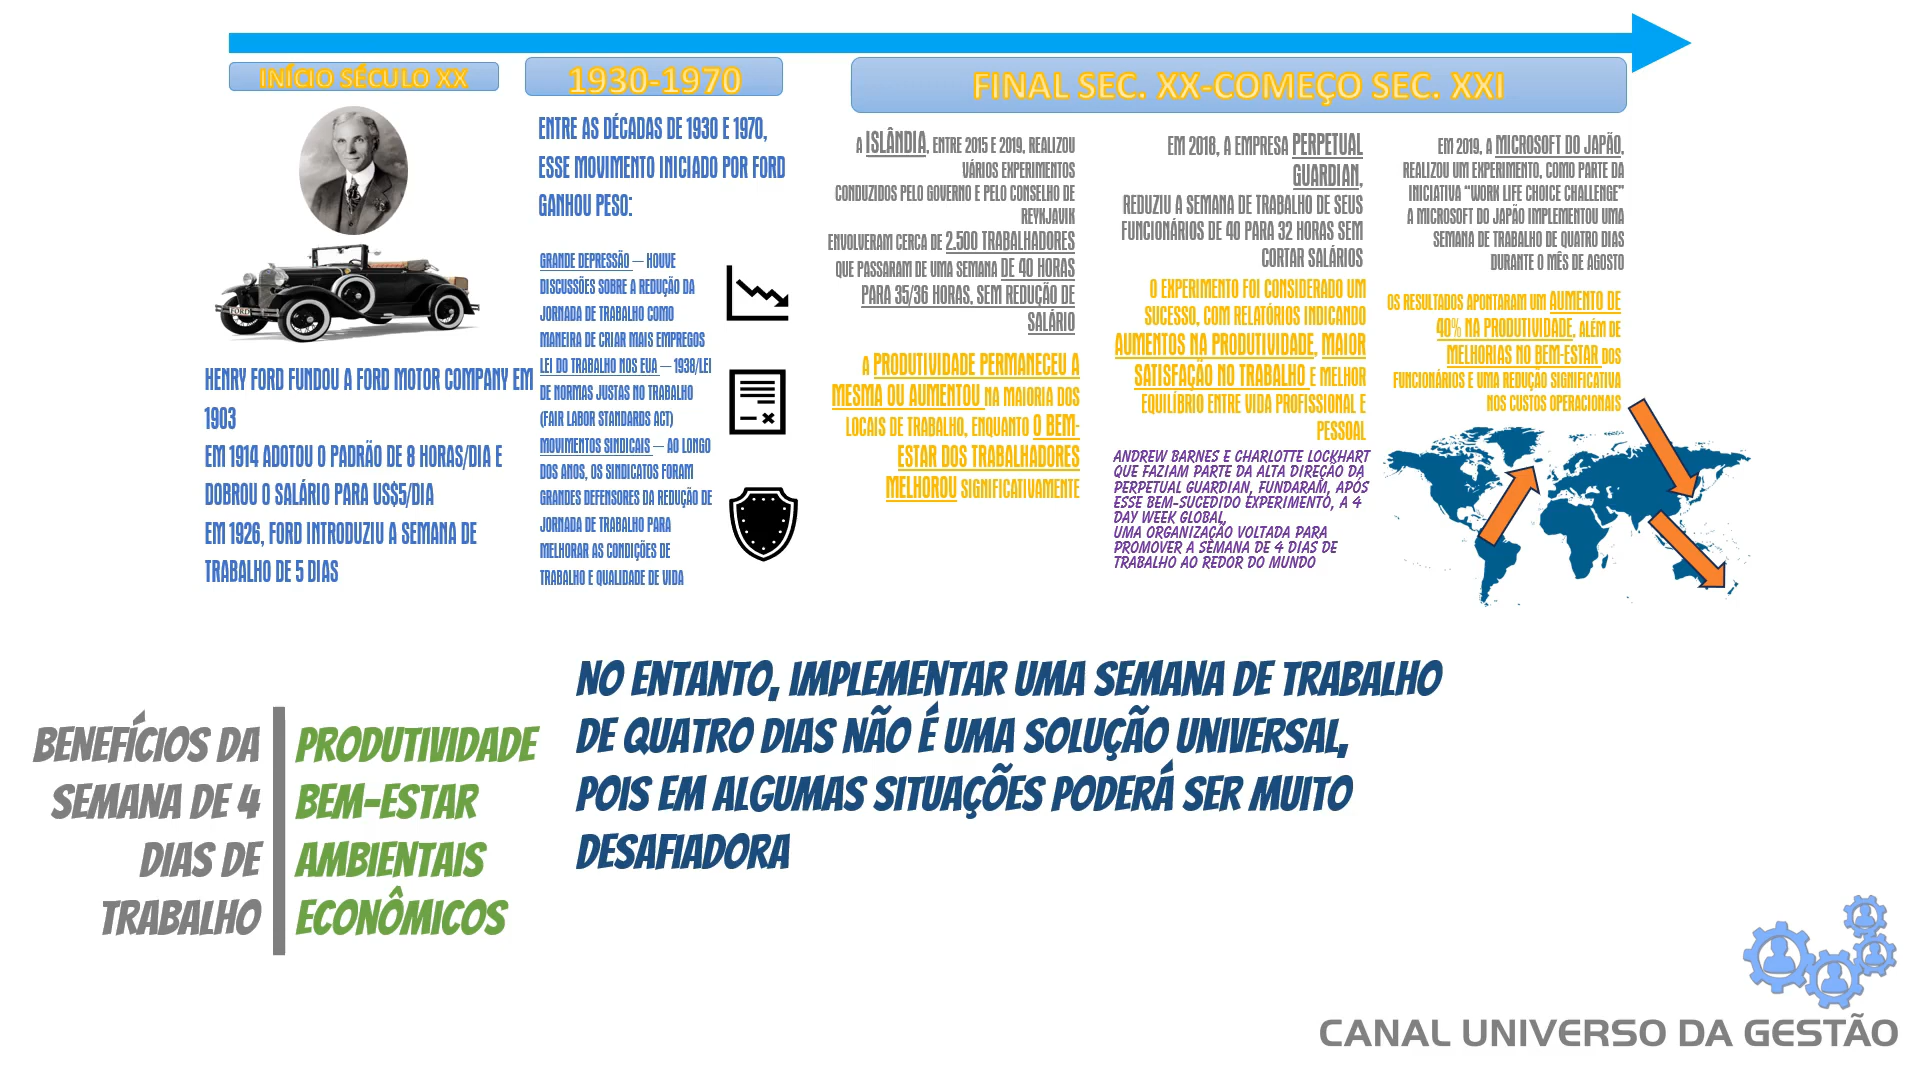 INÍCIO SÉCULO XX
HENRY FORD FUNDOU A FORD MOTOR COMPANY EM
1903
EM 1914 ADOTOU O PADRÃO DE 8 HORAS/DIA E
DOBROU O SALÁRIO PARA US$5/DIA
EM 1926, FORD INTRODUZIU A SEMANA DE
TRABALHO DE 5 DIAS
FORD
1930-1970
ENTRE AS DÉCADAS DE 1930 E 1970,
ESSE MOVIMENTO INICIADO POR FORD
GANHOU PESO:
GRANDE DEPRESSÃO – HOUVE
DISCUSSÕES SOBRE A REDUÇÃO DA
JORNADA DE TRABALHO COMO
MANEIRA DE CRIAR MAIS EMPREGOS
LEI DO TRABALHO NOS EUA – 1938/LEI
DE NORMAS JUSTAS NO TRABALHO
(FAIR LABOR STANDARDS ACT)
MOVIMENTOS SINDICAIS – AO LONGO
DOS ANOS, OS SINDICATOS FORAM
GRANDES DEFENSORES DA REDUÇÃO DE
JORNADA DE TRABALHO PARA
MELHORAR AS CONDIÇÕES DE
TRABALHO E QUALIDADE DE VIDA
FINAL SEC. XX-COMEÇO SEC. XXI
A ISLÂNDIA, ENTRE 2015 E 2019, REALIZOU
VÁRIOS EXPERIMENTOS
CONDUZIDOS PELO GOVERNO E PELO CONSELHO DE
REYKJAVIK
ENVOLVERAM CERCA DE 2.500 TRABALHADORES
QUE PASSARAM DE UMA SEMANA DE 40 HORAS
PARA 35/36 HORAS, SEM REDUÇÃO DE
SALÁRIO
A PRODUTIVIDADE PERMANECEU A
MESMA OU AUMENTOU NA MAIORIA DOS
LOCAIS DE TRABALHO, ENQUANTO O BEM-
ESTAR DOS TRABALHADORES
MELHOROU SIGNIFICATIVAMENTE
EM 2018, A EMPRESA PERPETUAL
GUARDIAN,
REDUZIU A SEMANA DE TRABALHO DE SEUS
FUNCIONÁRIOS DE 40 PARA 32 HORAS SEM
CORTAR SALÁRIOS
O EXPERIMENTO FOI CONSIDERADO UM
SUCESSO, COM RELATÓRIOS INDICANDO
AUMENTOS NA PRODUTIVIDADE, MAIOR
SATISFAÇÃO NO TRABALHO E MELHOR
EQUILÍBRIO ENTRE VIDA PROFISSIONAL E
PESSOAL
ANDREW BARNES E CHARLOTTE LOCKHART
QUE FAZIAM PARTE DA ALTA DIREÇÃO DA
PERPETUAL GUARDIAN, FUNDARAM, APÓS
ESSE BEM-SUCEDIDO EXPERIMENTO, A 4
DAY WEEK GLOBAL,
UMA ORGANIZAÇÃO VOLTADA PARA
PROMOVER A SEMANA DE 4 DIAS DE
TRABALHO AO REDOR DO MUNDO
EM 2019, A MICROSOFT DO JAPÃO,
REALIZOU UM EXPERIMENTO, COMO PARTE DA
INICIATIVA “WORK LIFE CHOICE CHALLENGE”
A MICROSOFT DO JAPÃO IMPLEMENTOU UMA
SEMANA DE TRABALHO DE QUATRO DIAS
DURANTE O MÊS DE AGOSTO
OS RESULTADOS APONTARAM UM AUMENTO DE
40% NA PRODUTIVIDADE, ALÉM DE
MELHORIAS NO BEM-ESTAR DOS
FUNCIONÁRIOS E UMA REDUÇÃO SIGNIFICATIVA
NOS CUSTOS OPERACIONAIS
BENEFÍCIOS DA
SEMANA DE 4
DIAS DE
TRABALHO
PRODUTIVIDADE
BEM-ESTAR
AMBIENTAIS
ECONÔMICOS
NO ENTANTO, IMPLEMENTAR UMA SEMANA DE TRABALHO
DE QUATRO DIAS NÃO É UMA SOLUÇÃO UNIVERSAL,
POIS EM ALGUMAS SITUAÇÕES PODERÁ SER MUITO
DESAFIADORA
CANAL UNIVERSO DA GESTÃO